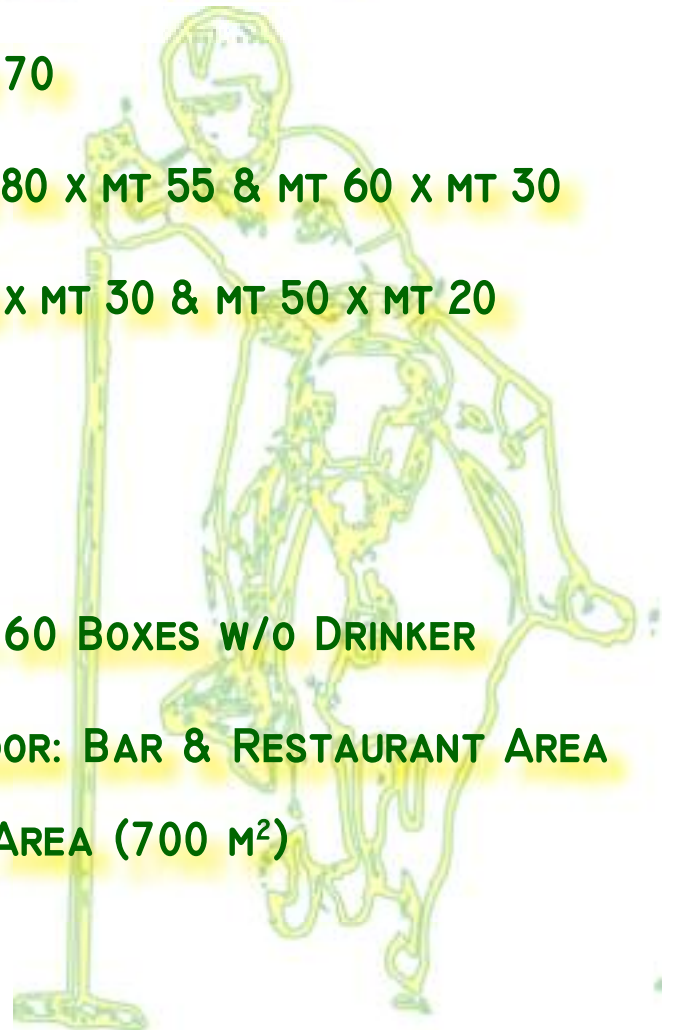 70
80 x mt 55 & mt 60 x mt 30
x mt 30 & mt 50 x mt 20
60 Boxes w/o Drinker
oor: Bar & Restaurant Area
Area (700 m²)